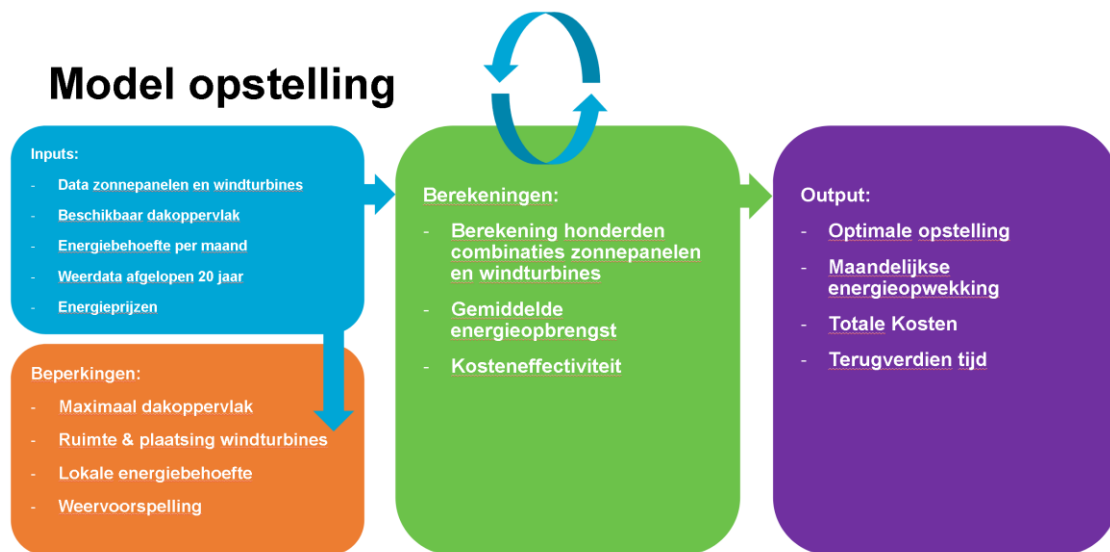 Model opstelling
Inputs:
- Data zonnepanelen en windturbines
- Beschikbaar dakoppervlak
- Energiebehoefte per maand
- Weerdata afgelopen 20 jaar
- Energieprijzen
Beperkingen:
- Maximaal dakoppervlak
- Ruimte & plaatsing windturbines
- Lokale energiebehoefte
- Weervoorspelling
Berekeningen:
- Berekening honderden
combinaties zonnepanelen
en windturbines
- Gemiddelde
energieopbrengst
- Kosteneffectiviteit
Output:
- Optimale opstelling
- Maandelijkse
energieopwekking
- Totale Kosten
- Terugverdien tijd